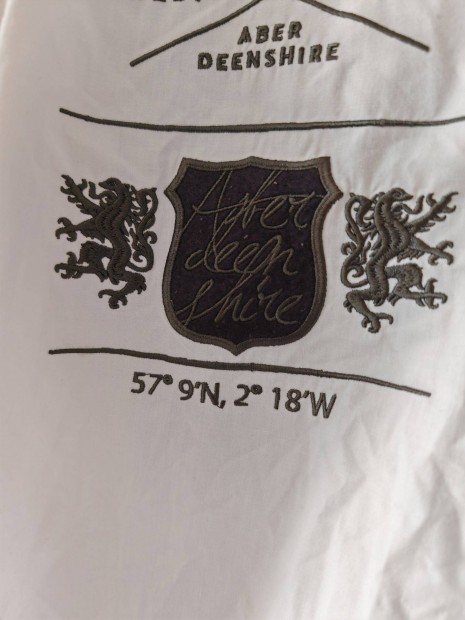 ABER
DEENSHIRE
Aber
deen
shire
57° 9'N, 2° 18'W